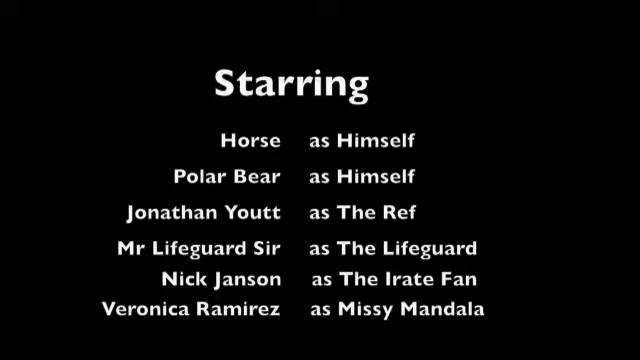 Starring
Horse as Himself
Polar Bear as Himself
Jonathan Youtt as The Ref
Mr Lifeguard Sir as The Lifeguard
Nick Janson as The Irate Fan
Veronica Ramirez as Missy Mandala